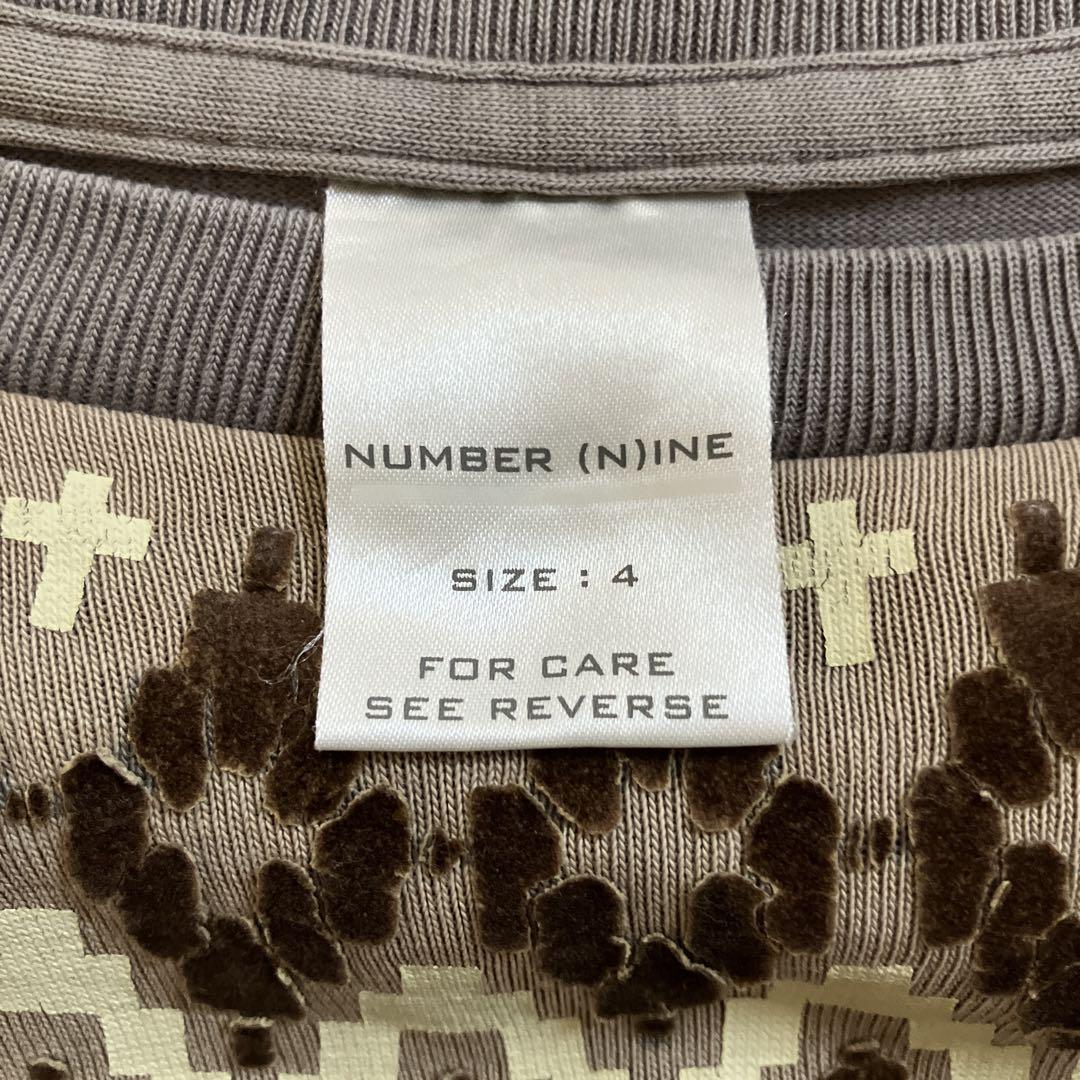 NUMBER (N)INE
SIZE : 4
FOR CARE
SEE REVERSE